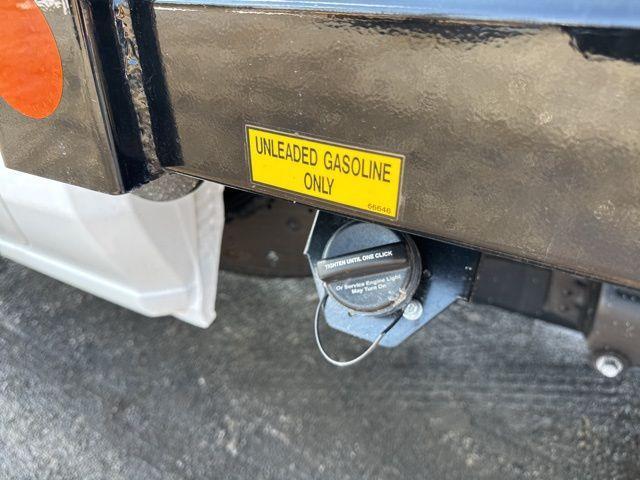 UNLEADED GASOLINE
ONLY
66646
TIGHTEN UNTIL ONE CLICK
Or Service Engine Light
May Turn On